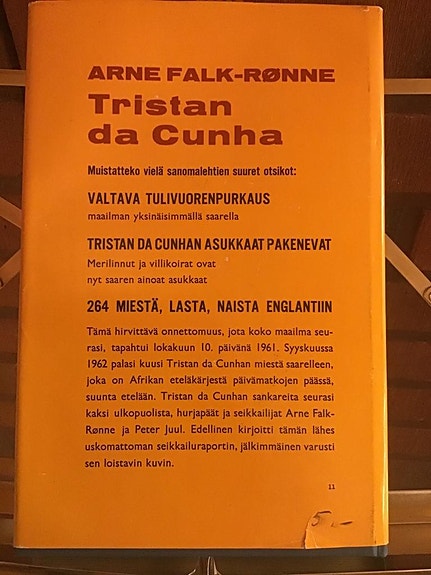 ARNE FALK-RØNNE
Tristan
da Cunha
Muistatteko vielä sanomalehtien suuret otsikot:
VALTAVA TULIVUORENPURKAUS
maailman yksinäisimmällä saarella
TRISTAN DA CUNHAN ASUKKAAT PAKENEVAT
Merilinnut ja villikoirat ovat
nyt saaren ainoat asukkaat
264 MIESTÄ, LASTA, NAISTA ENGLANTIIN
Tämä hirvittävä onnettomuus, jota koko maailma seu-
rasi, tapahtui lokakuun 10. päivänä 1961. Syyskuussa
1962 palasi kuusi Tristan da Cunhan miestä saarelleen,
joka on Afrikan eteläkärjestä päivämatkojen päässä,
suunta etelään. Tristan da Cunhan sankareita seurasi
kaksi ulkopuolista, hurjapäät ja seikkailijat Arne Falk-
Rønne ja Peter Juul. Edellinen kirjoitti tämän lähes
uskomattoman seikkailuraportin, jälkimmäinen varusti
sen loistavin kuvin.
11
5.—